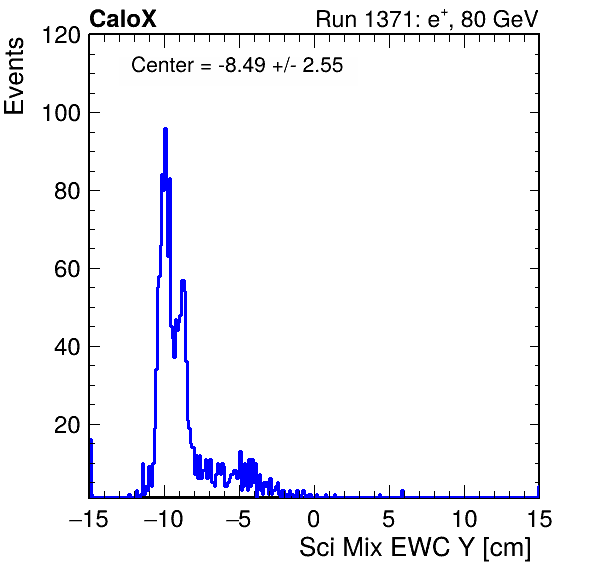 CaloX Run 1371: e⁺, 80 GeV
Center = -8.49 +/- 2.55
Events
120
100
80
60
40
20
−15 −10 −5 0 5 10 15
Sci Mix EWC Y [cm]